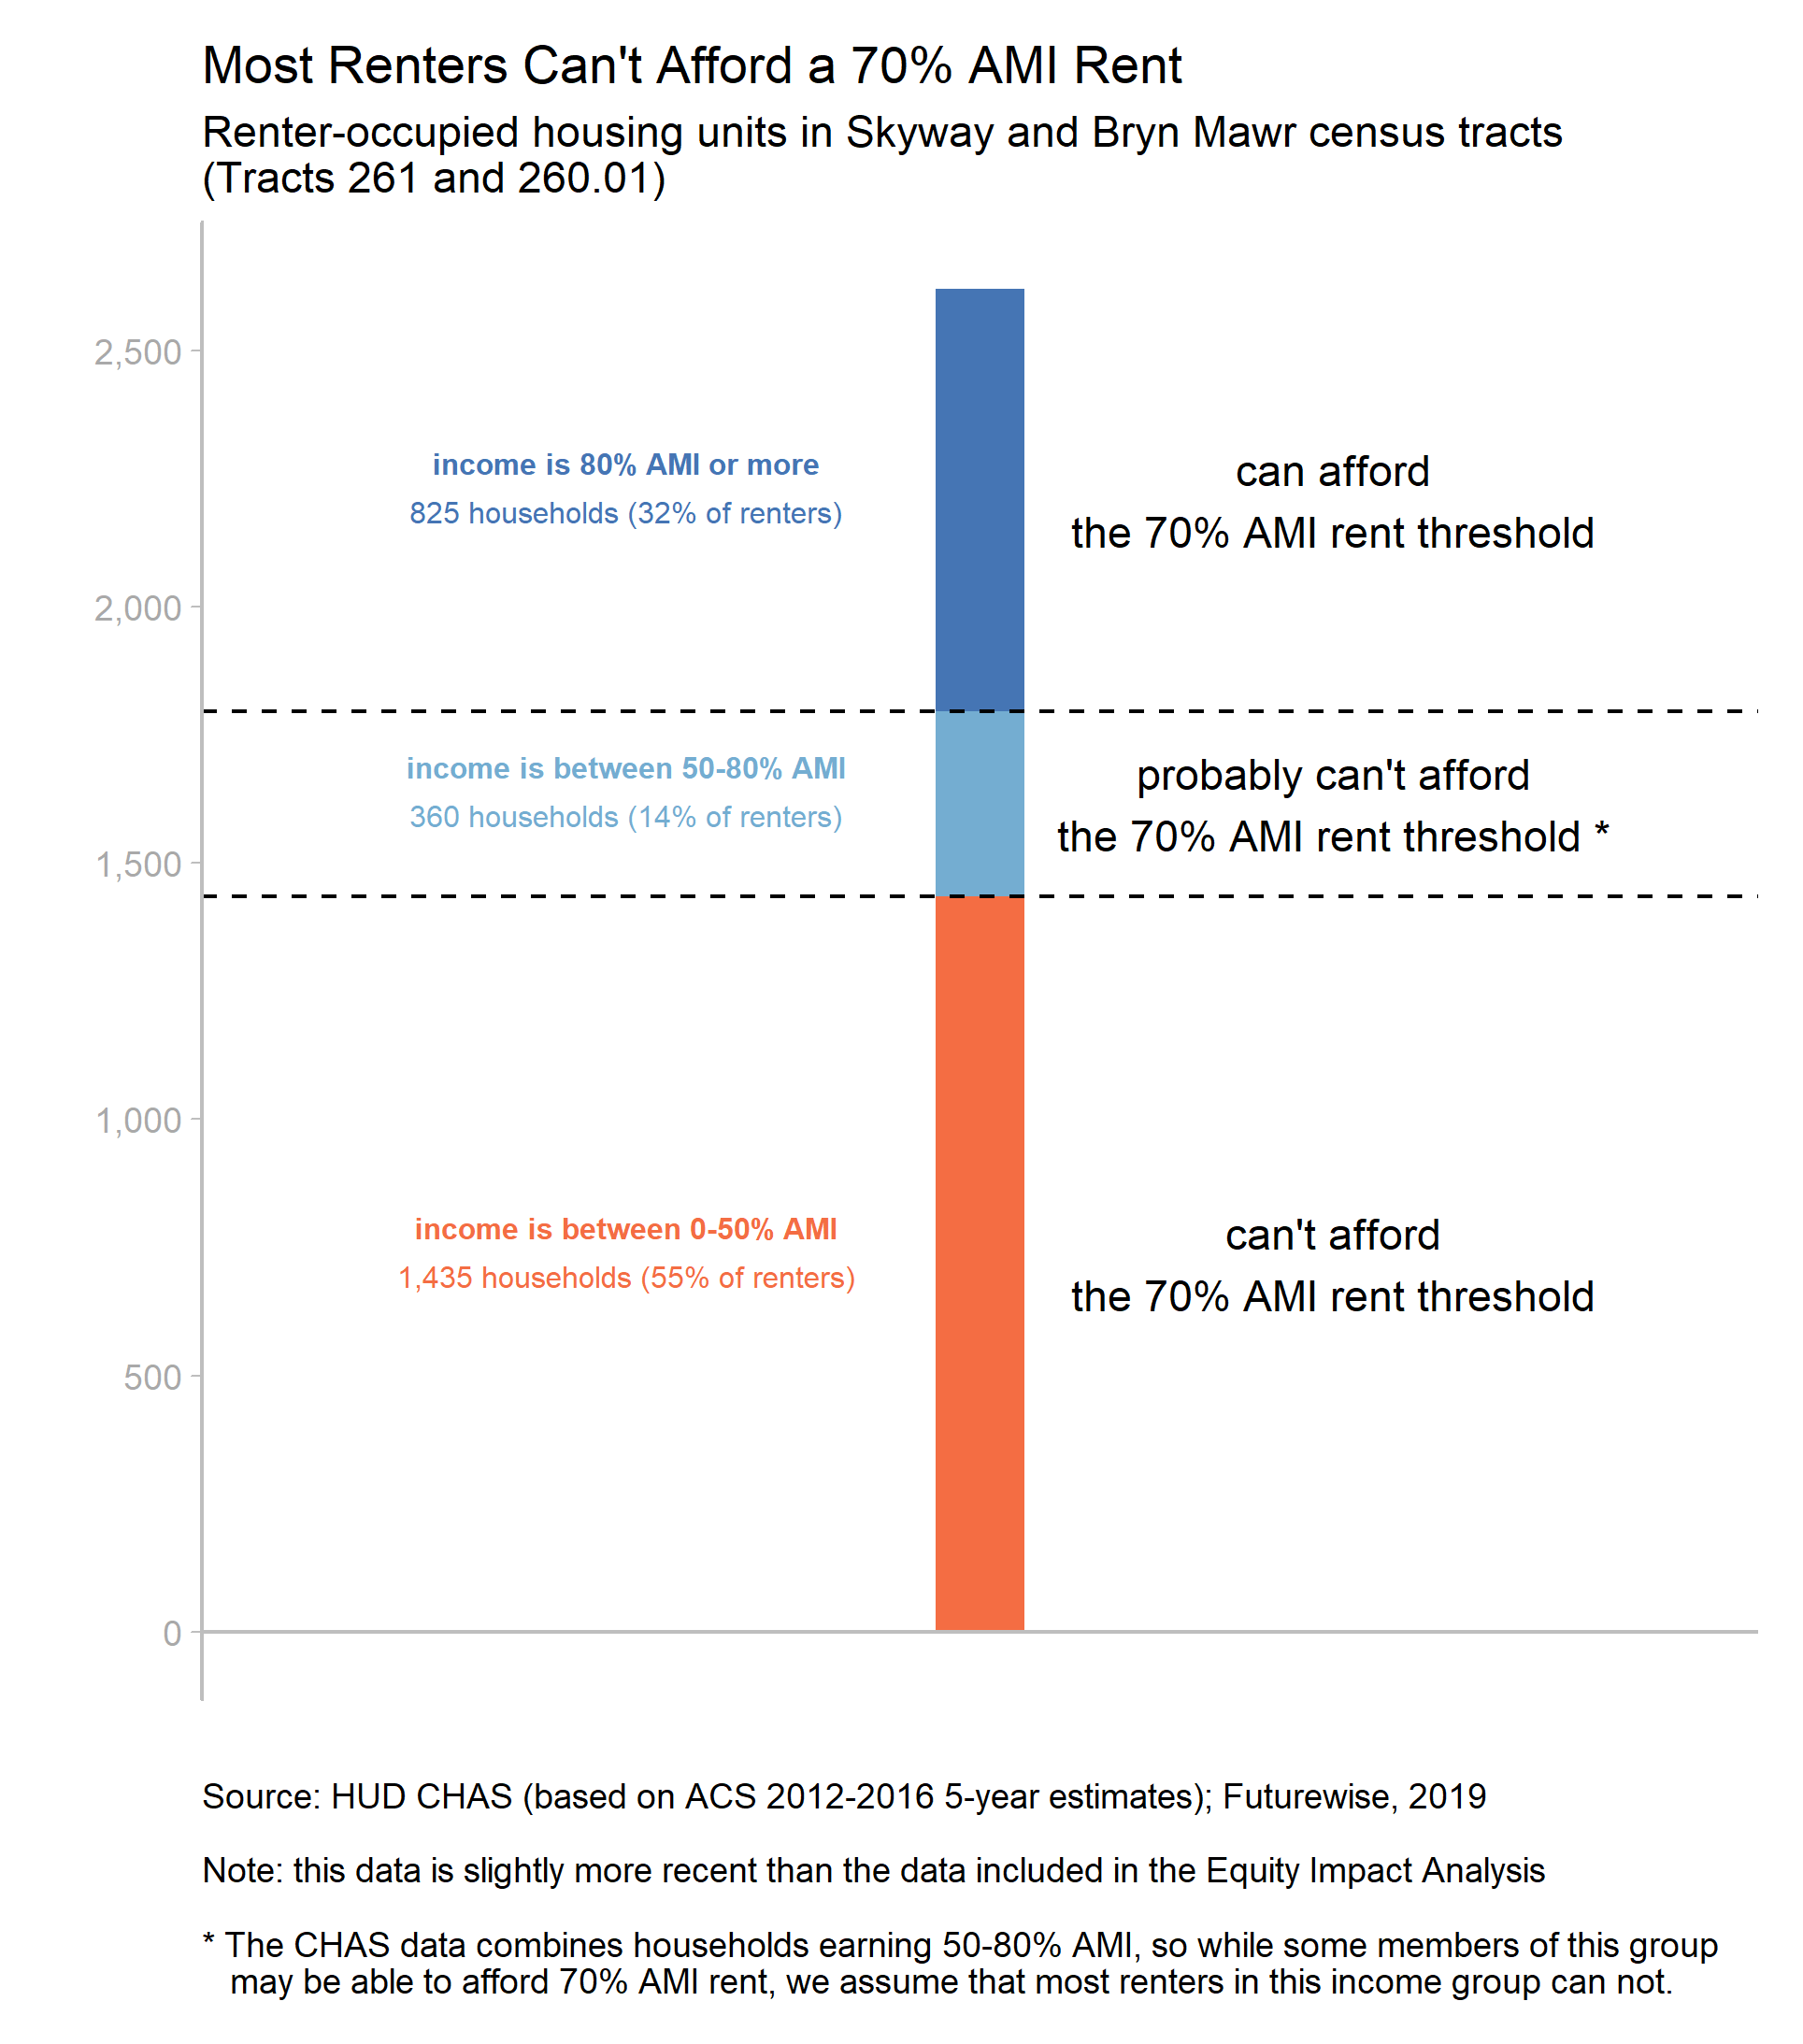 Most Renters Can't Afford a 70% AMI Rent
Renter-occupied housing units in Skyway and Bryn Mawr census tracts
(Tracts 261 and 260.01)
2,500
income is 80% AMI or more
825 households (32% of renters)
can afford
the 70% AMI rent threshold
2,000
income is between 50-80% AMI
360 households (14% of renters)
probably can't afford
the 70% AMI rent threshold *
1,500
1,000
income is between 0-50% AMI
1,435 households (55% of renters)
can't afford
the 70% AMI rent threshold
500
0
Source: HUD CHAS (based on ACS 2012-2016 5-year estimates); Futurewise, 2019
Note: this data is slightly more recent than the data included in the Equity Impact Analysis
* The CHAS data combines households earning 50-80% AMI, so while some members of this group
may be able to afford 70% AMI rent, we assume that most renters in this income group can not.